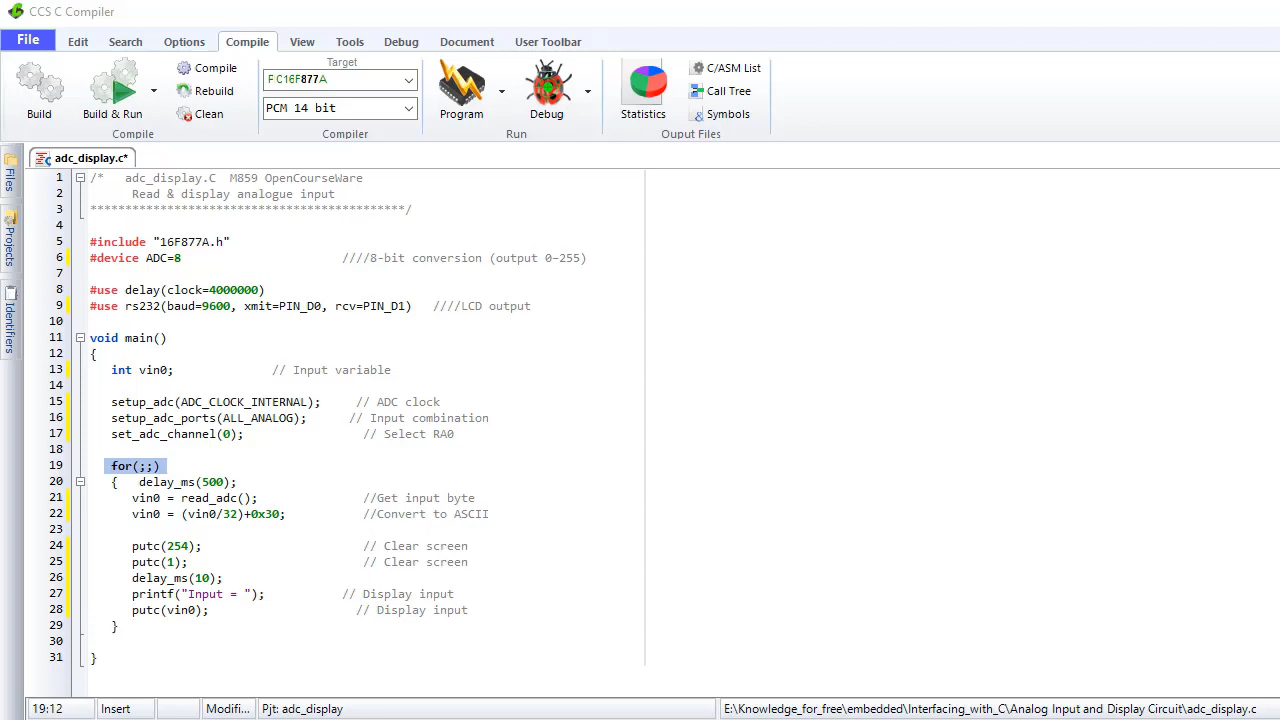 CCS C Compiler
File Edit Search Options Compile View Tools Debug Document User Toolbar
Target
Compile C/ASM List
PCM 14 bit
Rebuild Call Tree
Build Build & Run Clean Program Debug Statistics Symbols
Compile Compiler Run Ouput Files
adc_display.c*
Files
Projects
Identifiers
1 /* adc_display.C M859 OpenCourseWare
2 Read & display analogue input
3 *********************************************/
4
5 #include "16F877A.h"
6 #device ADC=8 ////8-bit conversion (output 0-255)
7
8 #use delay(clock=4000000)
9 #use rs232(baud=9600, xmit=PIN_D0, rcv=PIN_D1) ////LCD output
10
11 void main()
12 {
13 int vin0; // Input variable
14
15 setup_adc(ADC_CLOCK_INTERNAL); // ADC clock
16 setup_adc_ports(ALL_ANALOG); // Input combination
17 set_adc_channel(0); // Select RA0
18
19 for(;;)
20 { delay_ms(500);
21 vin0 = read_adc(); //Get input byte
22 vin0 = (vin0/32)+0x30; //Convert to ASCII
23
24 putc(254); // Clear screen
25 putc(1); // Clear screen
26 delay_ms(10);
27 printf("Input = "); // Display input
28 putc(vin0); // Display input
29 }
30
31 }
19:12 Insert Modifi... Pjt: adc_display E:\Knowledge_for_free\embedded\Interfacing_with_C\Analog Input and Display Circuit\adc_display.c